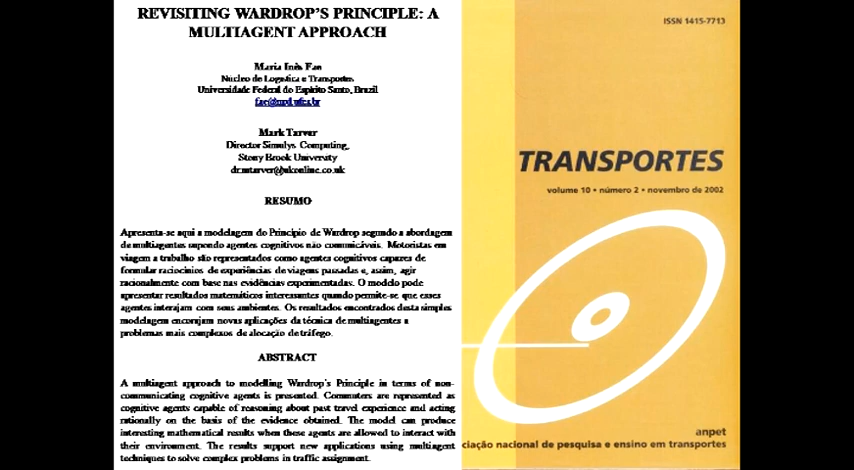 REVISITING WARDROP'S PRINCIPLE: A
MULTIAGENT APPROACH
Maria Inês Fae
Núcleo de Logística e Transportes
Universidade Federal do Espírito Santo, Brazil
Mark Tarver
Director Simulys Computing,
Stony Brook University
dr.mtarver@ukonline.co.uk
RESUMO
Apresenta-se aqui a modelagem do Princípio de Wardrop segundo a abordagem
de multiagentes supondo agentes cognitivos não comunicáveis. Motoristas em
viagem a trabalho são representados como agentes cognitivos capazes de
formular raciocínios de experiências de viagens passadas e, assim, agir
racionalmente com base nas evidências experimentadas. O modelo pode
apresentar resultados matemáticos interessantes quando permite-se que esses
agentes interajam com seus ambientes. Os resultados encontrados desta simples
modelagem encorajam novas aplicações da técnica de multiagentes a
problemas mais complexos de alocação de tráfego.
ABSTRACT
A multiagent approach to modelling Wardrop's Principle in terms of non-
communicating cognitive agents is presented. Commuters are represented as
cognitive agents capable of reasoning about past travel experience and acting
rationally on the basis of the evidence obtained. The model can produce
interesting mathematical results when these agents are allowed to interact with
their environment. The results support new applications using multiagent
techniques to solve complex problems in traffic assignment.
ISSN 1415-7713
TRANSPORTES
volume 10 • número 2 • novembro de 2002
anpet
ciação nacional de pesquisa e ensino em transportes